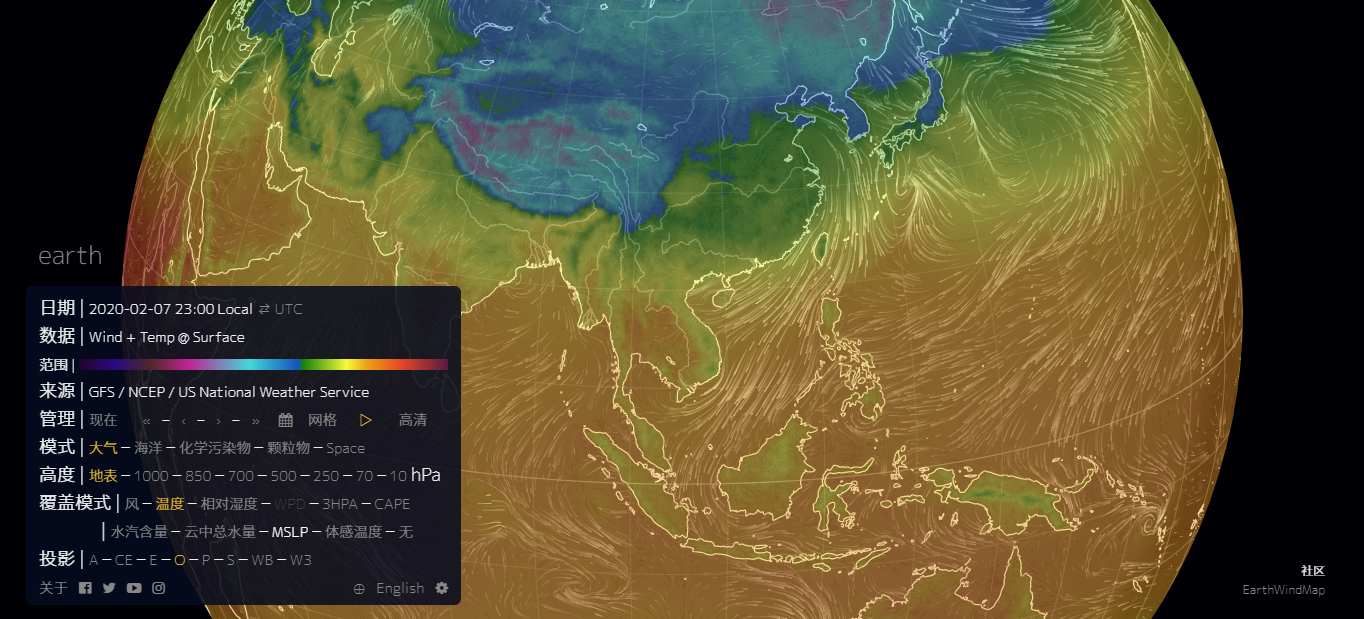 earth
日期 | 2020-02-07 23:00 Local ⇄ UTC
数据 | Wind + Temp @ Surface
范围 |
来源 | GFS / NCEP / US National Weather Service
管理 | 现在 « – ‹ – › – » 网格 高清
模式 | 大气 – 海洋 – 化学污染物 – 颗粒物 – Space
高度 | 地表 – 1000 – 850 – 700 – 500 – 250 – 70 – 10 hPa
覆盖模式 | 风 – 温度 – 相对湿度 – WPD – 3HPA – CAPE
| 水汽含量 – 云中总水量 – MSLP – 体感温度 – 无
投影 | A – CE – E – O – P – S – WB – W3
关于 English
社区
EarthWindMap